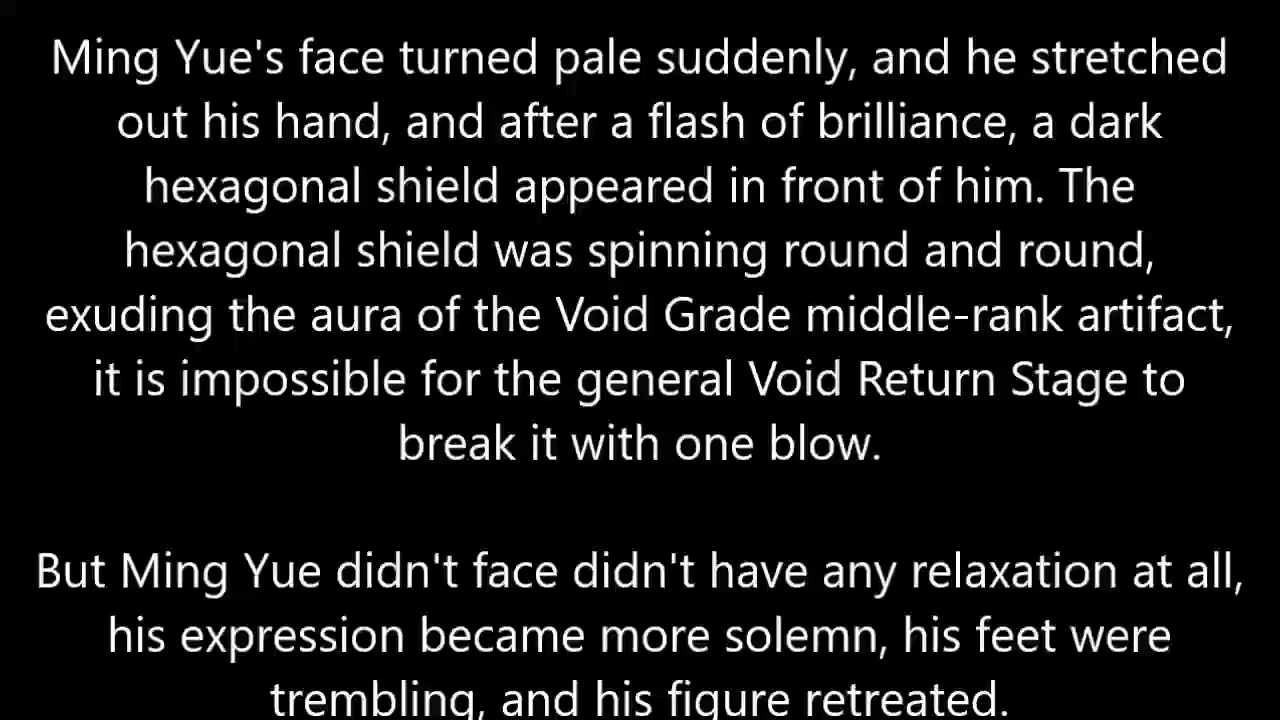 Ming Yue's face turned pale suddenly, and he stretched
out his hand, and after a flash of brilliance, a dark
hexagonal shield appeared in front of him. The
hexagonal shield was spinning round and round,
exuding the aura of the Void Grade middle-rank artifact,
it is impossible for the general Void Return Stage to
break it with one blow.
But Ming Yue didn't face didn't have any relaxation at all,
his expression became more solemn, his feet were
trembling, and his figure retreated.